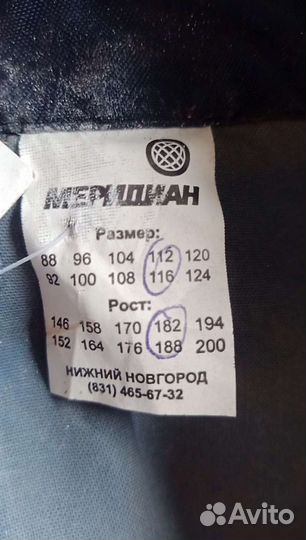 МЕРИДИАН
Размер:
88 96 104 112 120
92 100 108 116 124
Рост:
146 158 170 182 194
152 164 176 188 200
НИЖНИЙ НОВГОРОД
(831) 465-67-32
Avito